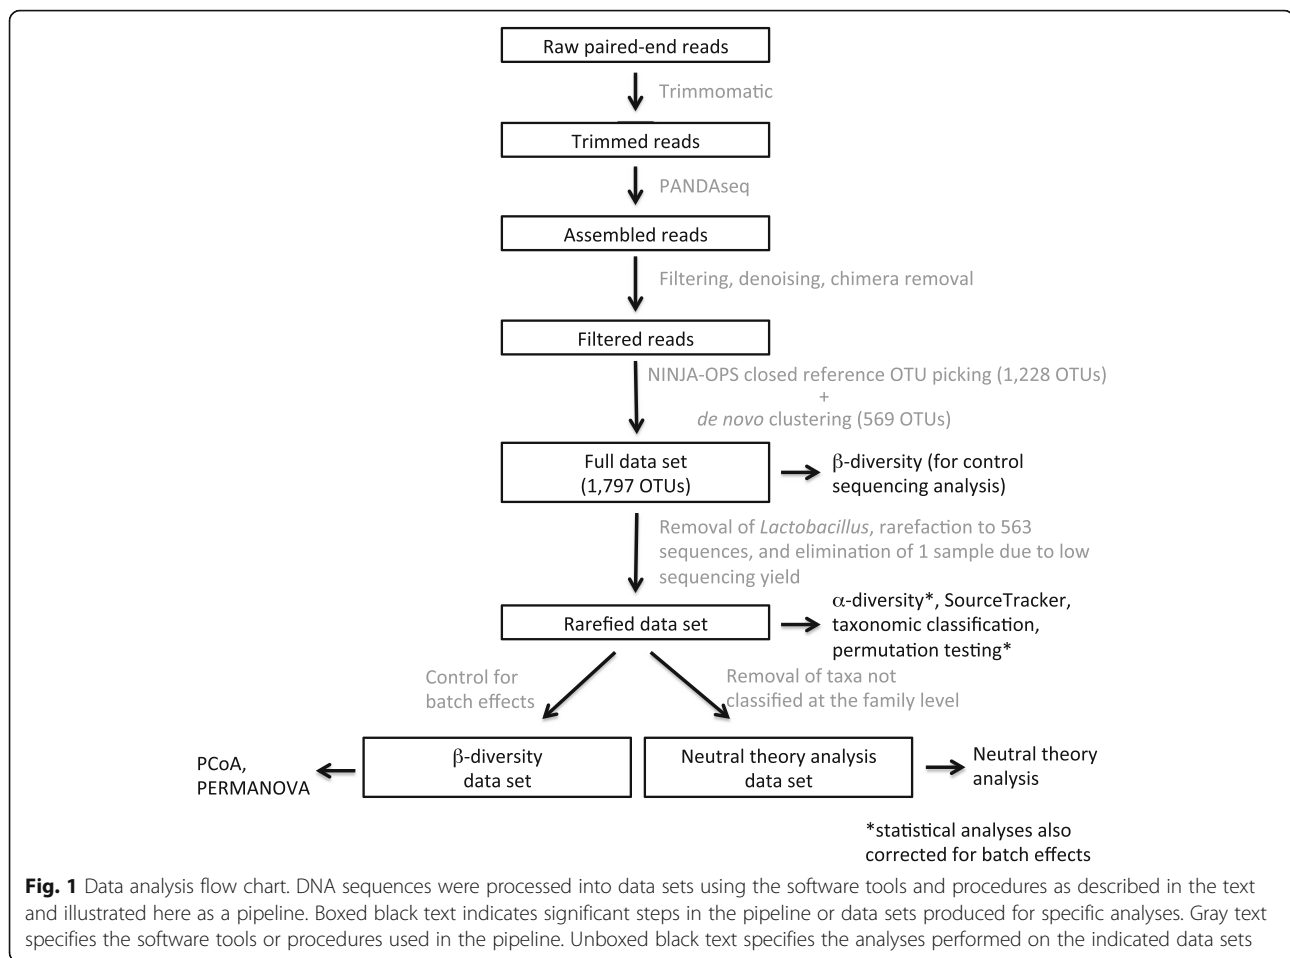 Raw paired-end reads
Trimmomatic
Trimmed reads
PANDAseq
Assembled reads
Filtering, denoising, chimera removal
Filtered reads
NINJA-OPS closed reference OTU picking (1,228 OTUs)
+
de novo clustering (569 OTUs)
Full data set
(1,797 OTUs)
β-diversity (for control
sequencing analysis)
Removal of Lactobacillus, rarefaction to 563
sequences, and elimination of 1 sample due to low
sequencing yield
Rarefied data set
α-diversity*, SourceTracker,
taxonomic classification,
permutation testing*
Control for
batch effects
Removal of taxa not
classified at the family level
PCoA,
PERMANOVA
β-diversity
data set
Neutral theory analysis
data set
Neutral theory
analysis
*statistical analyses also
corrected for batch effects
Fig. 1 Data analysis flow chart. DNA sequences were processed into data sets using the software tools and procedures as described in the text
and illustrated here as a pipeline. Boxed black text indicates significant steps in the pipeline or data sets produced for specific analyses. Gray text
specifies the software tools or procedures used in the pipeline. Unboxed black text specifies the analyses performed on the indicated data sets